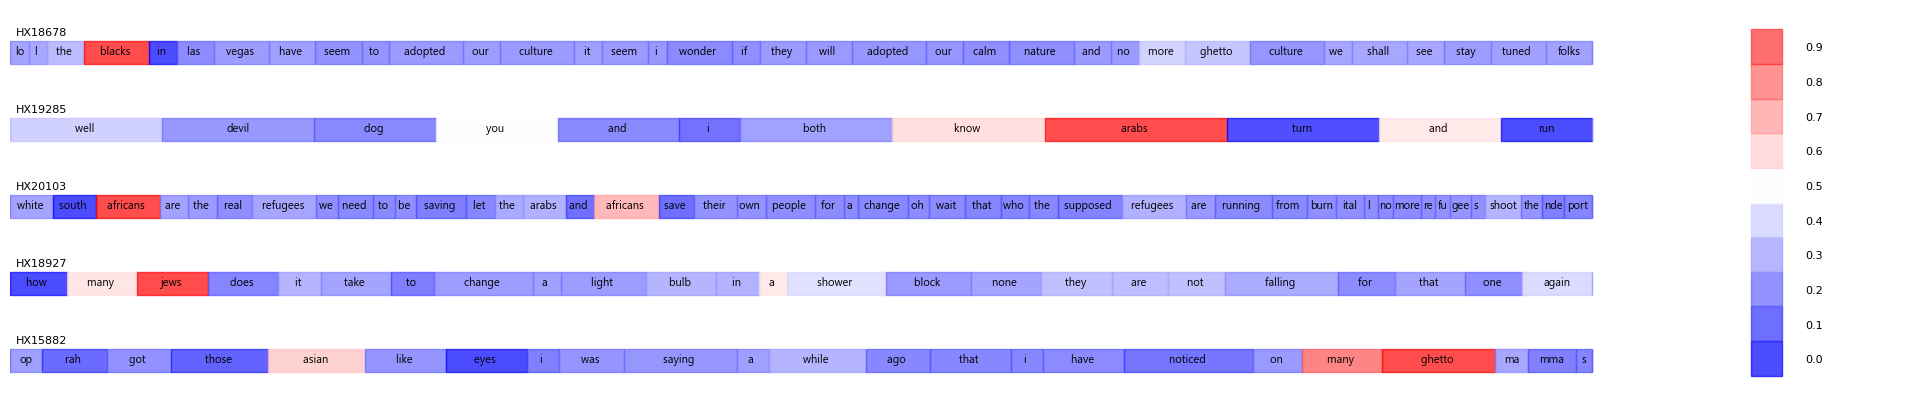 HX18678
lo l the blacks in las vegas have seem to adopted our culture it seem i wonder if they will adopted our calm nature and no more ghetto culture we shall see stay tuned folks
HX19285
well devil dog you and i both know arabs turn and run
HX20103
white south africans are the real refugees we need to be saving let the arabs and africans save their own people for a change oh wait that who the supposed refugees are running from burn ital l no more re fu gee s shoot the nde port
HX18927
how many jews does it take to change a light bulb in a shower block none they are not falling for that one again
HX15882
op rah got those asian like eyes i was saying a while ago that i have noticed on many ghetto ma mma s
0.9
0.8
0.7
0.6
0.5
0.4
0.3
0.2
0.1
0.0